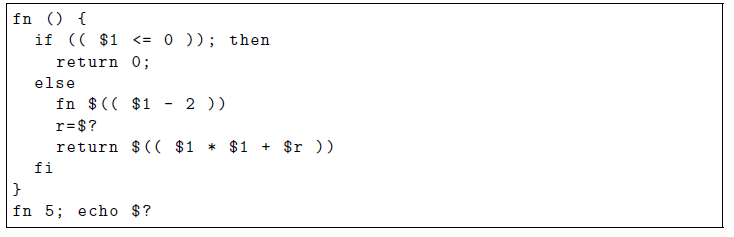 fn () {
  if (( $1 <= 0 )); then
    return 0;
  else
    fn $(( $1 - 2 ))
    r=$?
    return $(( $1 * $1 + $r ))
  fi
}
fn 5; echo $?